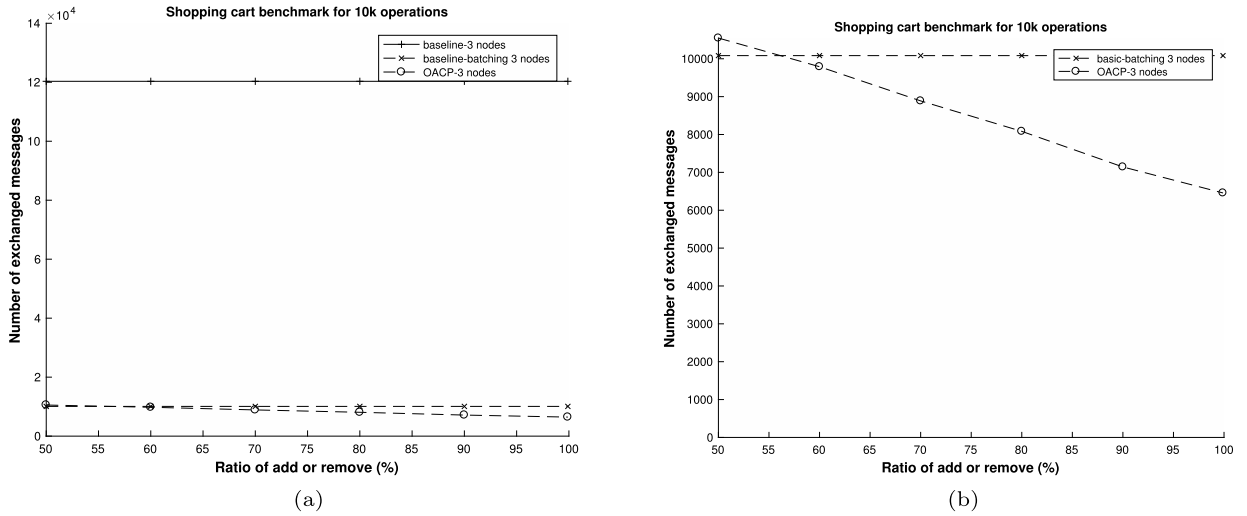 Shopping cart benchmark for 10k operations
×10⁴
14
12
10
8
6
4
2
0
Number of exchanged messages
baseline-3 nodes
baseline-batching 3 nodes
OACP-3 nodes
50 55 60 65 70 75 80 85 90 95 100
Ratio of add or remove (%)
(a)
Shopping cart benchmark for 10k operations
10000
9000
8000
7000
6000
5000
4000
3000
2000
1000
0
Number of exchanged messages
basic-batching 3 nodes
OACP-3 nodes
50 55 60 65 70 75 80 85 90 95 100
Ratio of add or remove (%)
(b)